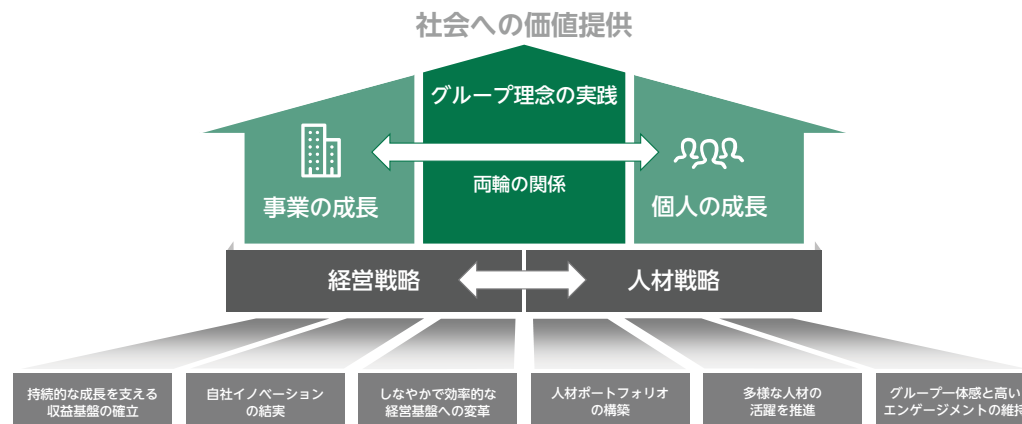 社会への価値提供
グループ理念の実践
両輪の関係
事業の成長
個人の成長
経営戦略
人材戦略
持続的な成長を支える
収益基盤の確立
自社イノベーション
の結実
しなやかで効率的な
経営基盤への変革
人材ポートフォリオ
の構築
多様な人材の
活躍を推進
グループ一体感と高い
エンゲージメントの維持